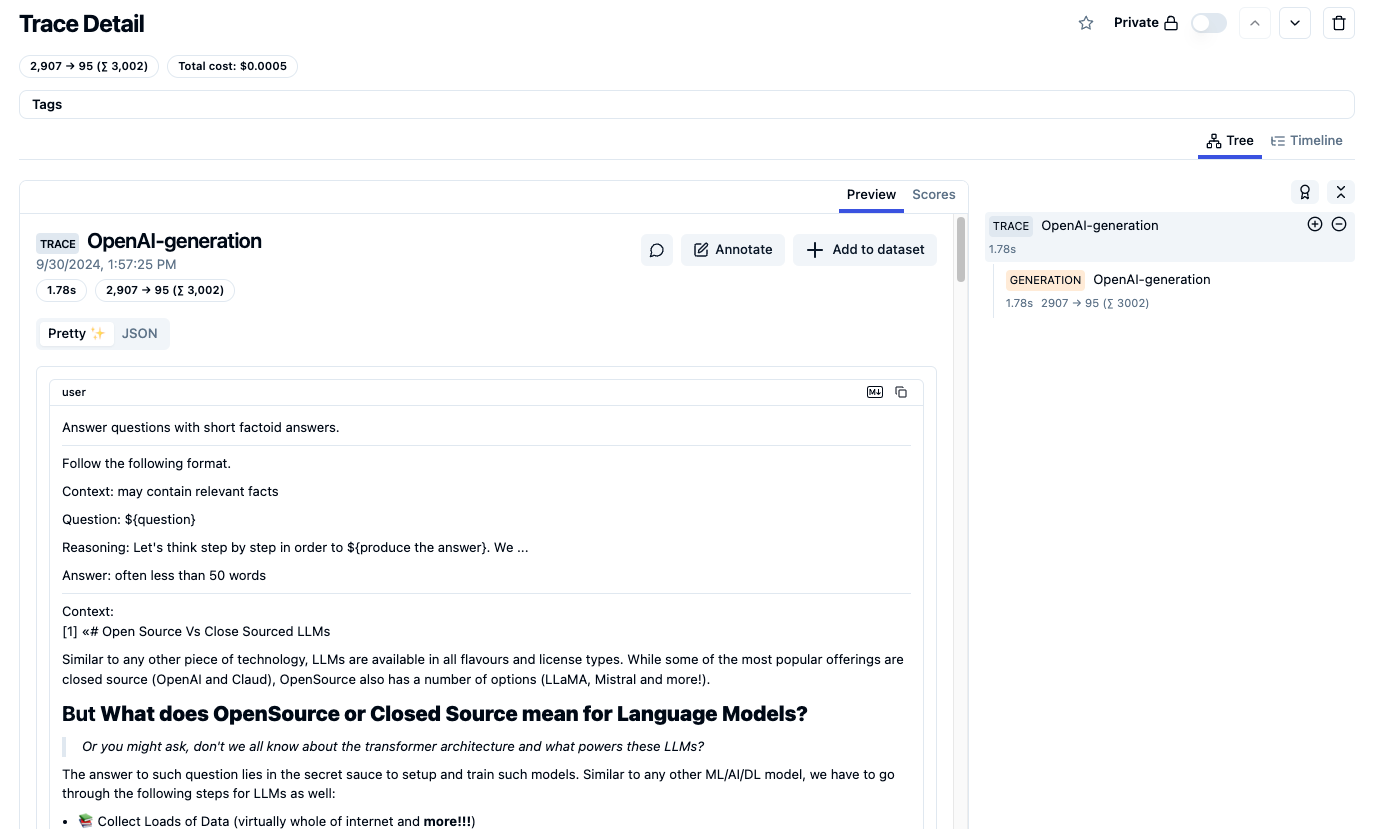 Trace Detail
Private
2,907 → 95 (∑ 3,002)
Total cost: $0.0005
Tags
Tree
Timeline
Preview
Scores
TRACE OpenAI-generation
9/30/2024, 1:57:25 PM
1.78s
2,907 → 95 (∑ 3,002)
Annotate
Add to dataset
Pretty ✨
JSON
user
M↓
Answer questions with short factoid answers.
Follow the following format.
Context: may contain relevant facts
Question: ${question}
Reasoning: Let's think step by step in order to ${produce the answer}. We ...
Answer: often less than 50 words
Context:
[1] «# Open Source Vs Close Sourced LLMs
Similar to any other piece of technology, LLMs are available in all flavours and license types. While some of the most popular offerings are
closed source (OpenAI and Claud), OpenSource also has a number of options (LLaMA, Mistral and more!).
But What does OpenSource or Closed Source mean for Language Models?
Or you might ask, don't we all know about the transformer architecture and what powers these LLMs?
The answer to such question lies in the secret sauce to setup and train such models. Similar to any other ML/AI/DL model, we have to go
through the following steps for LLMs as well:
• 📚 Collect Loads of Data (virtually whole of internet and more!!!)
TRACE OpenAI-generation
1.78s
GENERATION OpenAI-generation
1.78s 2907 → 95 (∑ 3002)